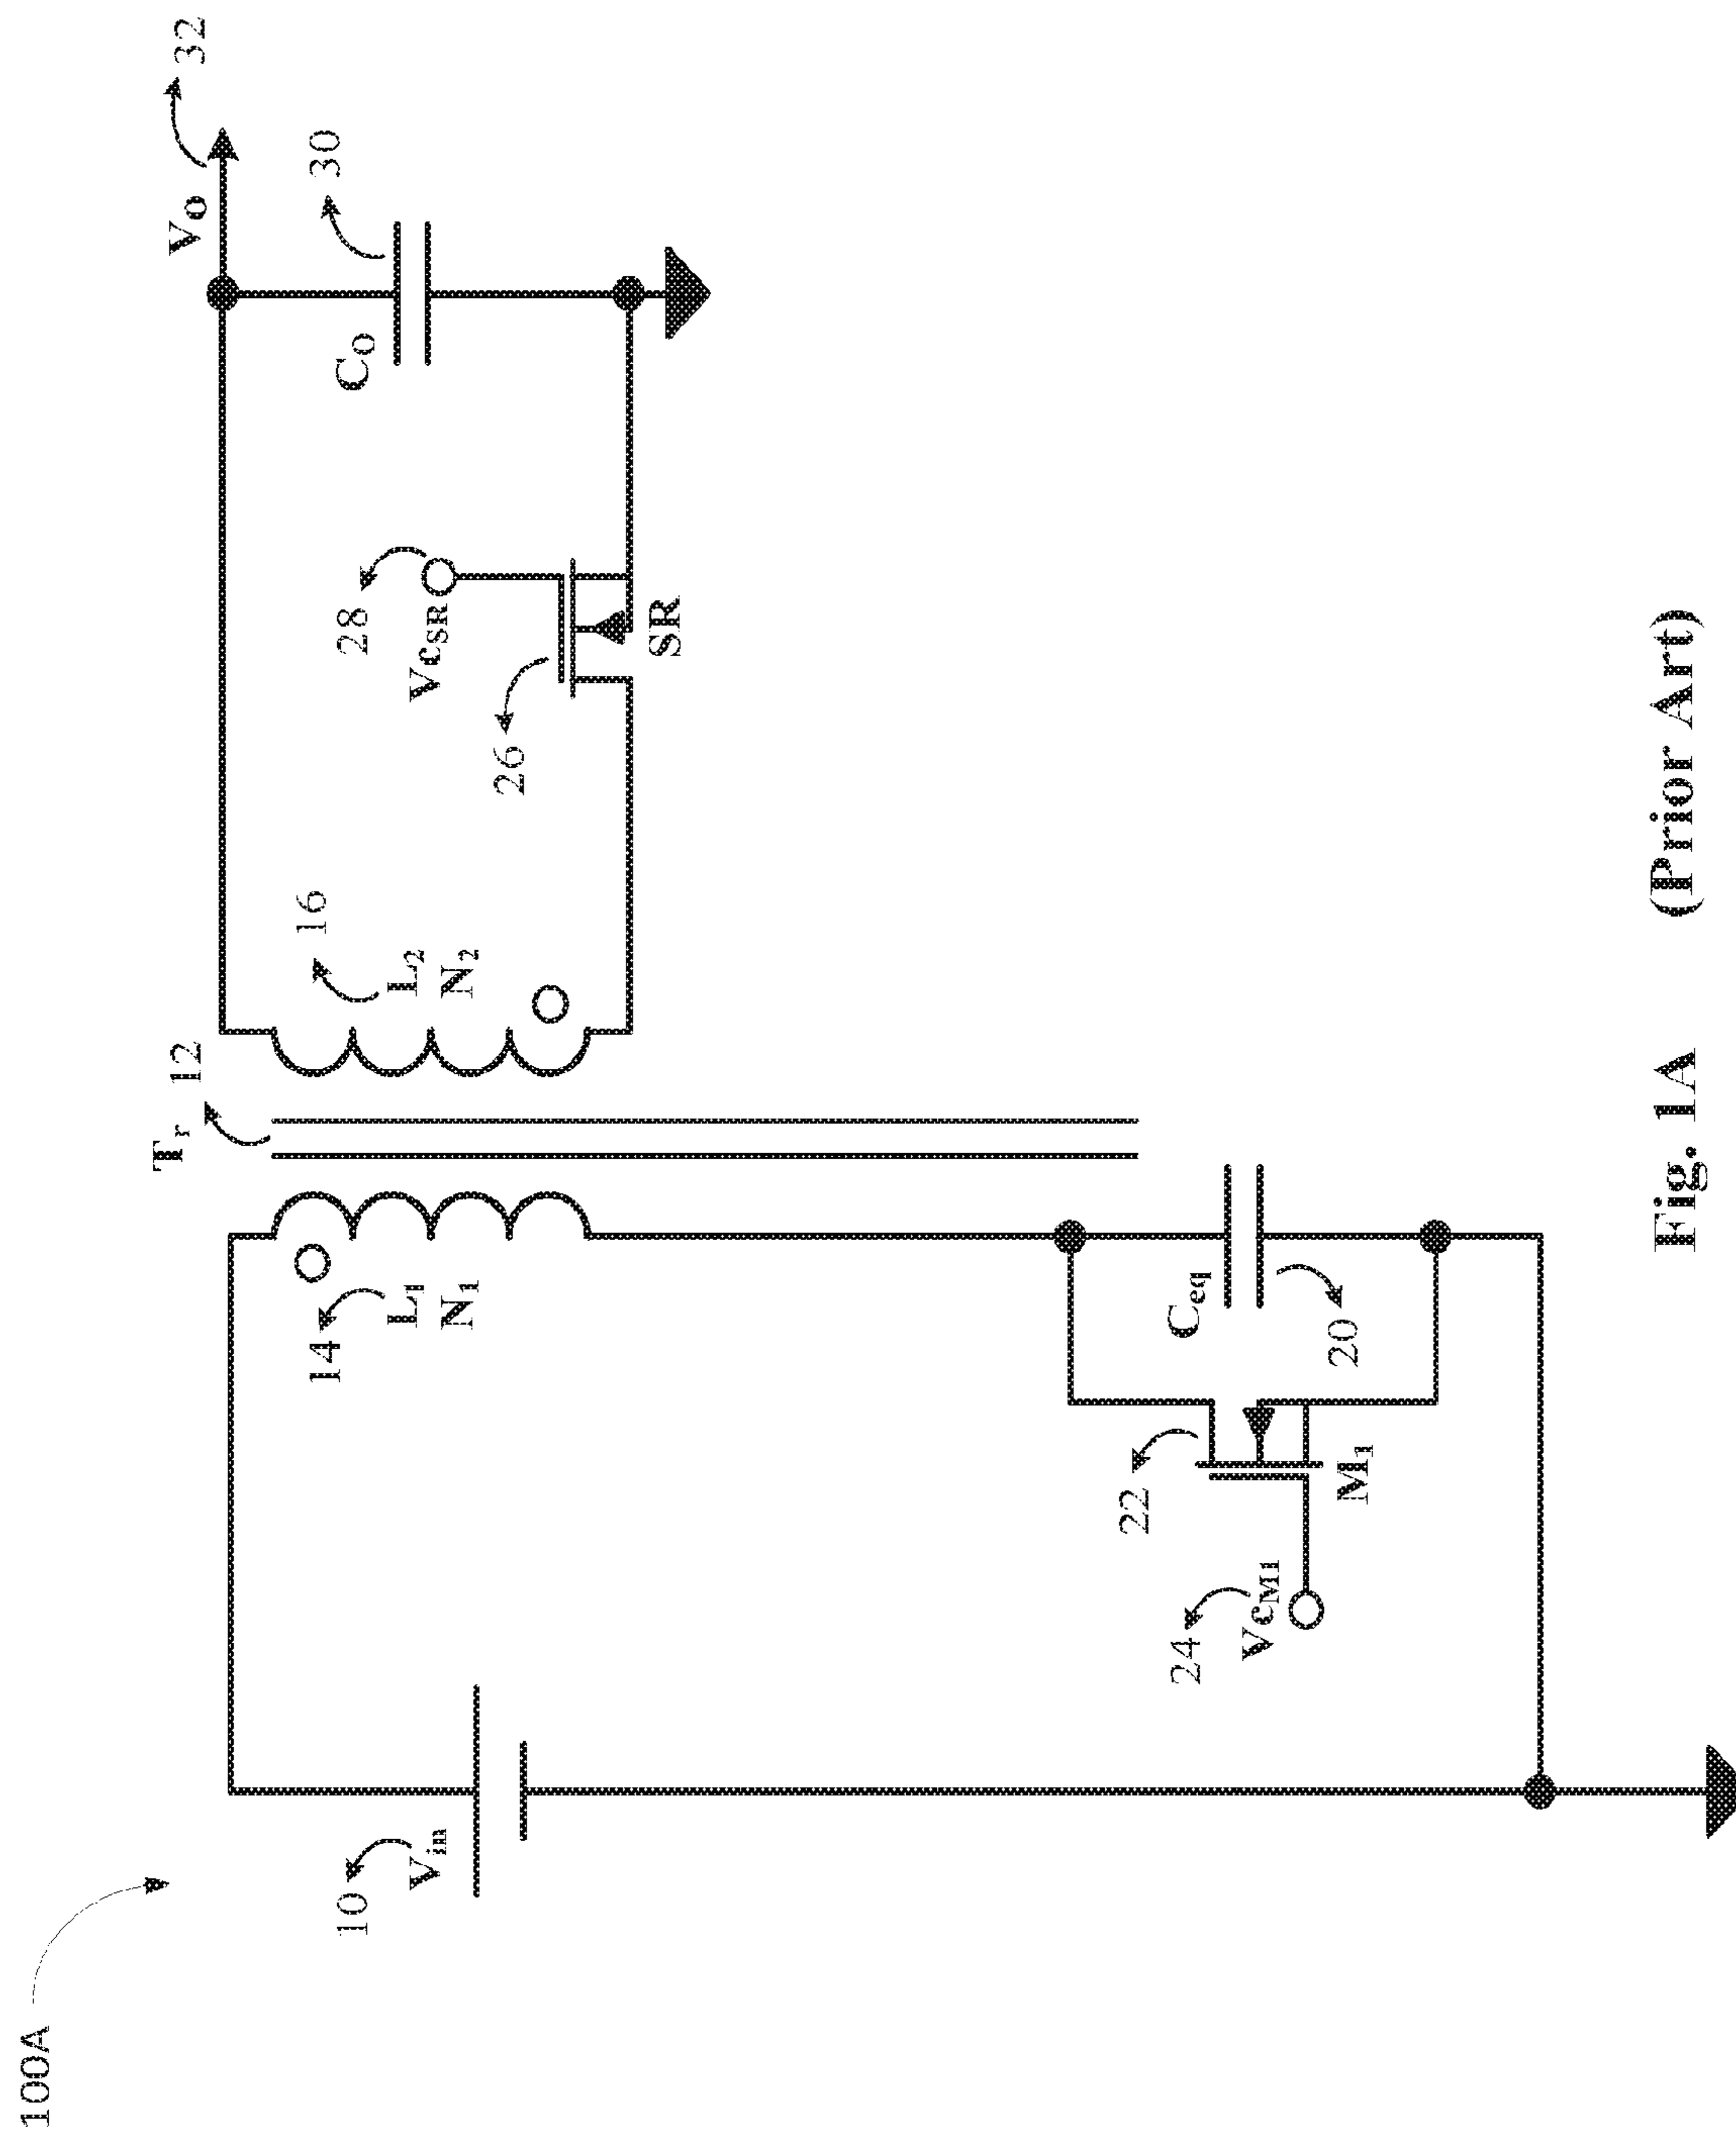 100A
10
Vin
14
L1
N1
Tr
12
16
L2
N2
Vo
32
30
Co
28
VcSR
26
SR
Ceq
20
22
M1
24
VcM1
Fig. 1A (Prior Art)